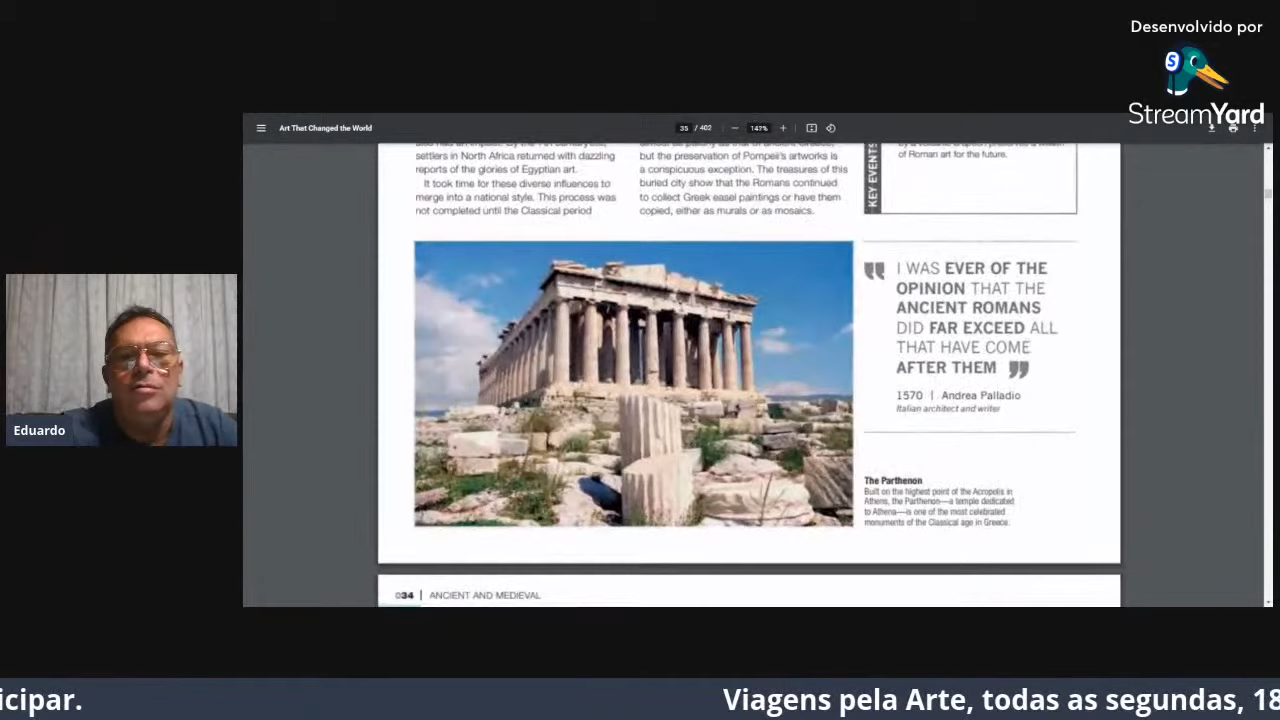 Desenvolvido por
StreamYard
Art That Changed the World
35 / 402
142%
settlers in North Africa returned with dazzling
reports of the glories of Egyptian art.
It took time for these diverse influences to
merge into a national style. This process was
not completed until the Classical period
but the preservation of Pompeii's artworks is
a conspicuous exception. The treasures of this
buried city show that the Romans continued
to collect Greek easel paintings or have them
copied, either as murals or as mosaics.
KEY EVENTS
of Roman art for the future.
I WAS EVER OF THE
OPINION THAT THE
ANCIENT ROMANS
DID FAR EXCEED ALL
THAT HAVE COME
AFTER THEM
1570 | Andrea Palladio
Italian architect and writer
The Parthenon
Built on the highest point of the Acropolis in
Athens, the Parthenon—a temple dedicated
to Athena—is one of the most celebrated
monuments of the Classical age in Greece.
034 | ANCIENT AND MEDIEVAL
Eduardo
icipar.
Viagens pela Arte, todas as segundas, 18